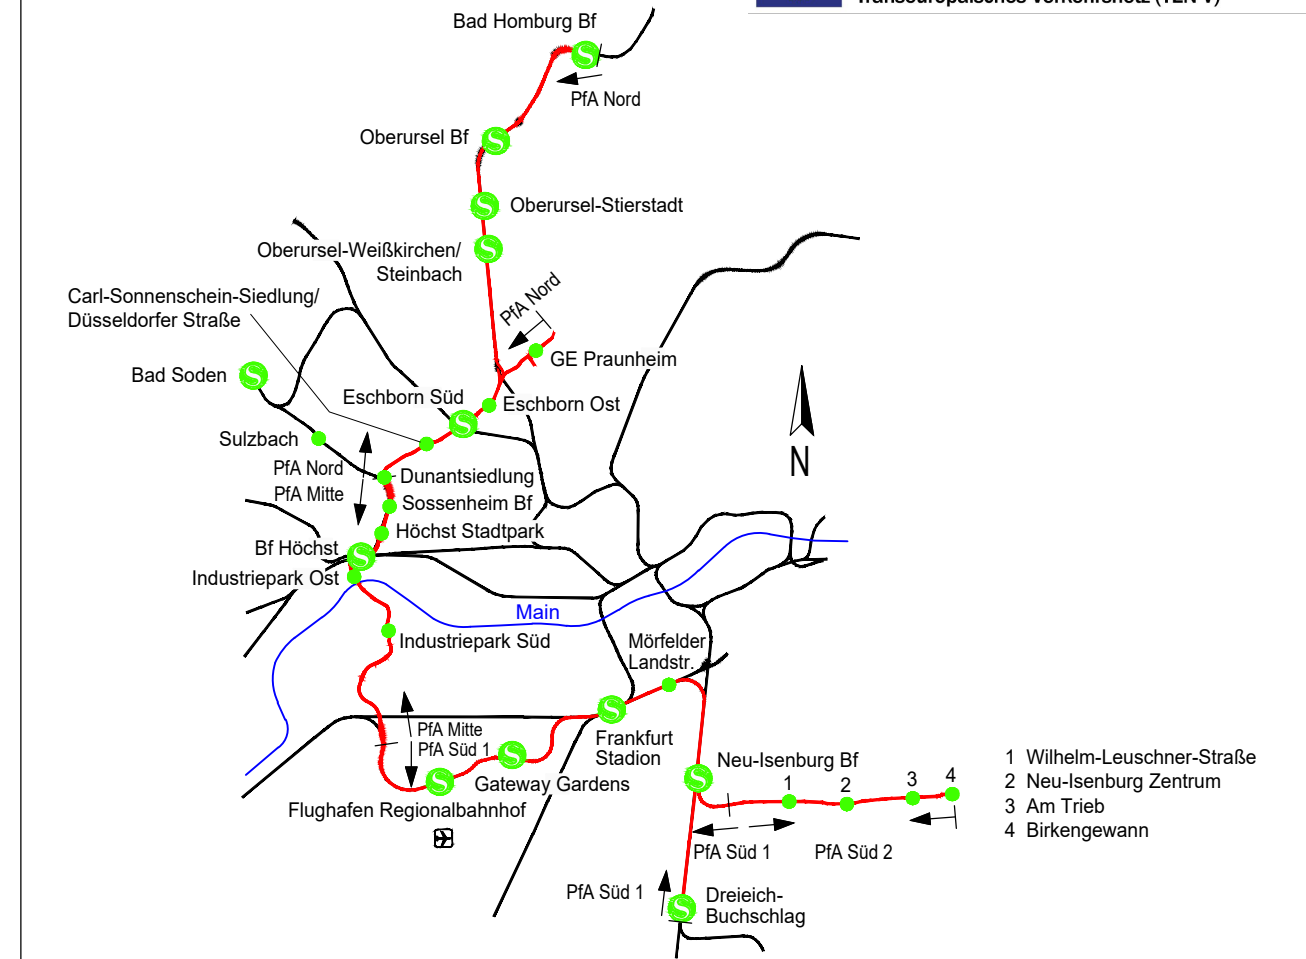 Transeuropäisches Verkehrsnetz (TEN-V)
Bad Homburg Bf
PfA Nord
Oberursel Bf
Oberursel-Stierstadt
Oberursel-Weißkirchen/
Steinbach
PfA Nord
Carl-Sonnenschein-Siedlung/
Düsseldorfer Straße
GE Praunheim
Bad Soden
Eschborn Süd
Eschborn Ost
Sulzbach
PfA Nord
PfA Mitte
Dunantsiedlung
N
Sossenheim Bf
Höchst Stadtpark
Bf Höchst
Industriepark Ost
Main
Industriepark Süd
Mörfelder
Landstr.
PfA Mitte
PfA Süd 1
Frankfurt
Stadion
Gateway Gardens
Flughafen Regionalbahnhof
Neu-Isenburg Bf
1
2
3
4
1 Wilhelm-Leuschner-Straße
2 Neu-Isenburg Zentrum
3 Am Trieb
4 Birkengewann
PfA Süd 1
PfA Süd 2
PfA Süd 1
Dreieich-
Buchschlag